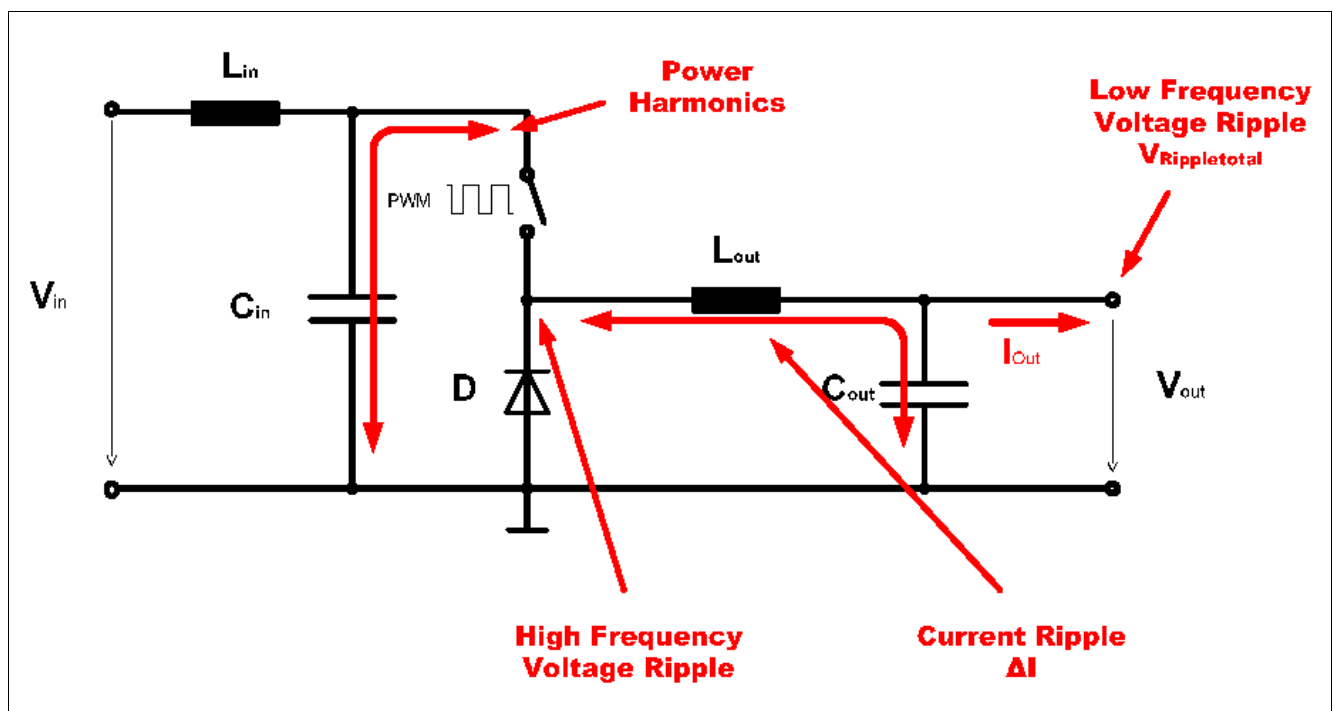 Lin
Power
Harmonics
Low Frequency
Voltage Ripple
VRippletotal
PWM
Lout
Vin
Cin
IOut
D
Cout
Vout
High Frequency
Voltage Ripple
Current Ripple
ΔI